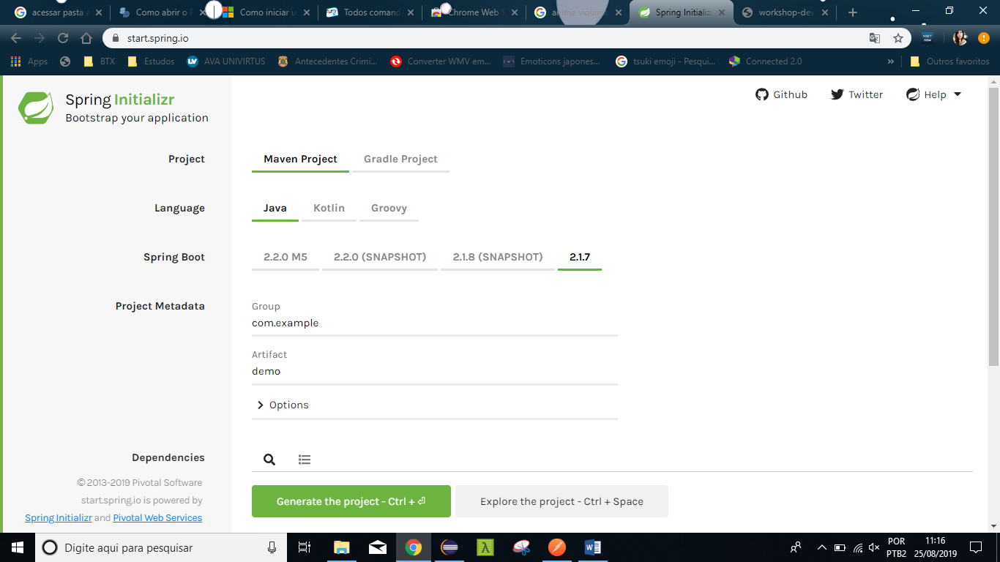 acessar pasta a
Como abrir o P
Como iniciar u
Todos comand
Chrome Web S
anime violin
Spring Initializ
workshop-dev
start.spring.io
Apps
BTX
Estudos
AVA UNIVIRTUS
Antecedentes Crimi...
Converter WMV em...
Emoticons japones...
tsuki emoji - Pesqui...
Connected 2.0
»
Outros favoritos
Spring Initializr
Bootstrap your application
Github
Twitter
Help
Project
Maven Project
Gradle Project
Language
Java
Kotlin
Groovy
Spring Boot
2.2.0 M5
2.2.0 (SNAPSHOT)
2.1.8 (SNAPSHOT)
2.1.7
Project Metadata
Group
com.example
Artifact
demo
Options
Dependencies
© 2013-2019 Pivotal Software
start.spring.io is powered by
Spring Initializr and Pivotal Web Services
Generate the project - Ctrl + ⏎
Explore the project - Ctrl + Space
Digite aqui para pesquisar
POR
PTB2
11:16
25/08/2019